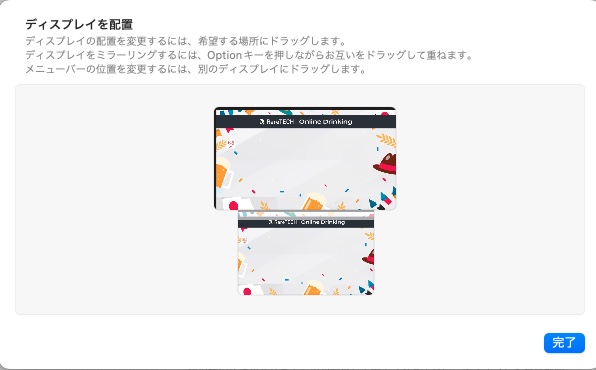 ディスプレイを配置
ディスプレイの配置を変更するには、希望する場所にドラッグします。
ディスプレイをミラーリングするには、Optionキーを押しながらお互いをドラッグして重ねます。
メニューバーの位置を変更するには、別のディスプレイにドラッグします。
RareTECH Online Drinking
RareTECH Online Drinking
完了